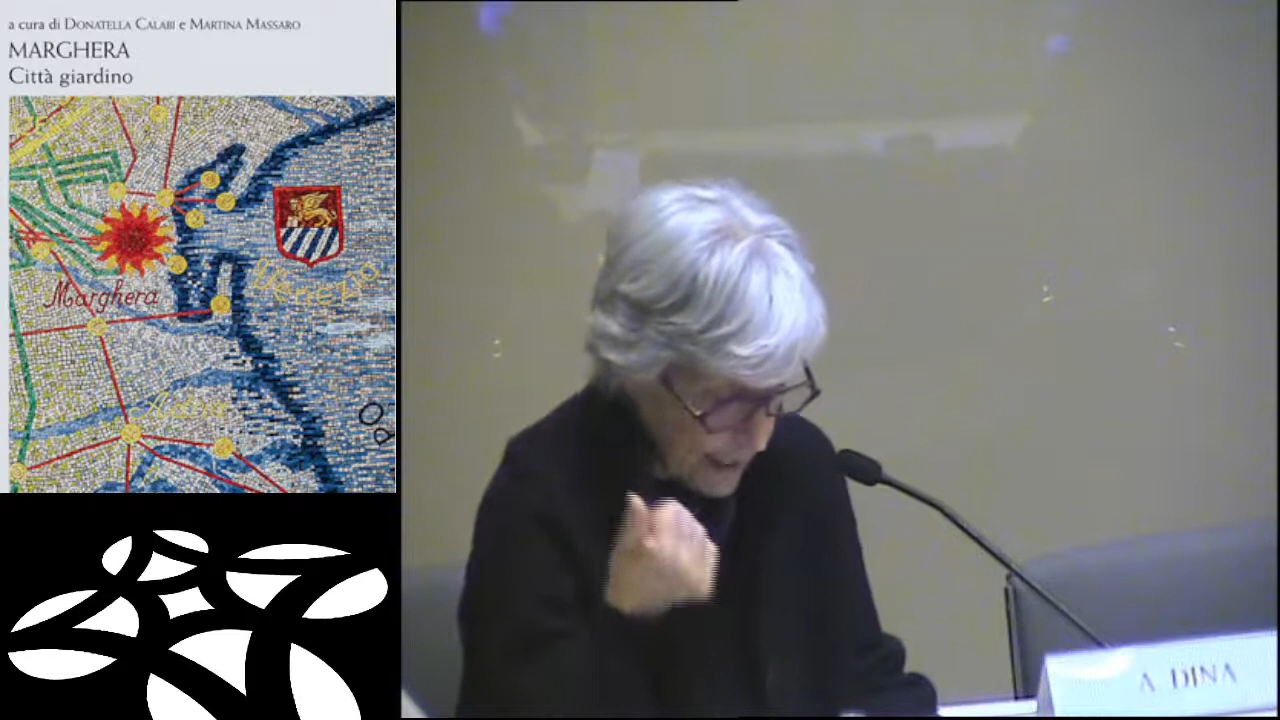 a cura di DONATELLA CALABI e MARTINA MASSARO
MARGHERA
Città giardino
Venezia
Marghera
A DINA